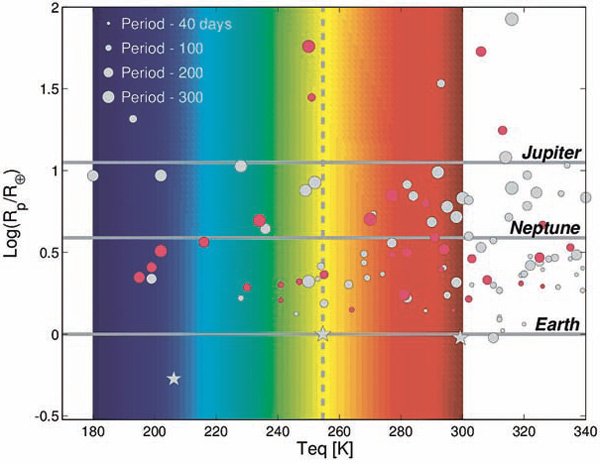 2
Period - 40 days
Period - 100
1.5
Period - 200
Period - 300
Jupiter
1
Log(Rp/R⊕)
Neptune
0.5
Earth
0
-0.5
180 200 220 240 260 280 300 320 340
Teq [K]